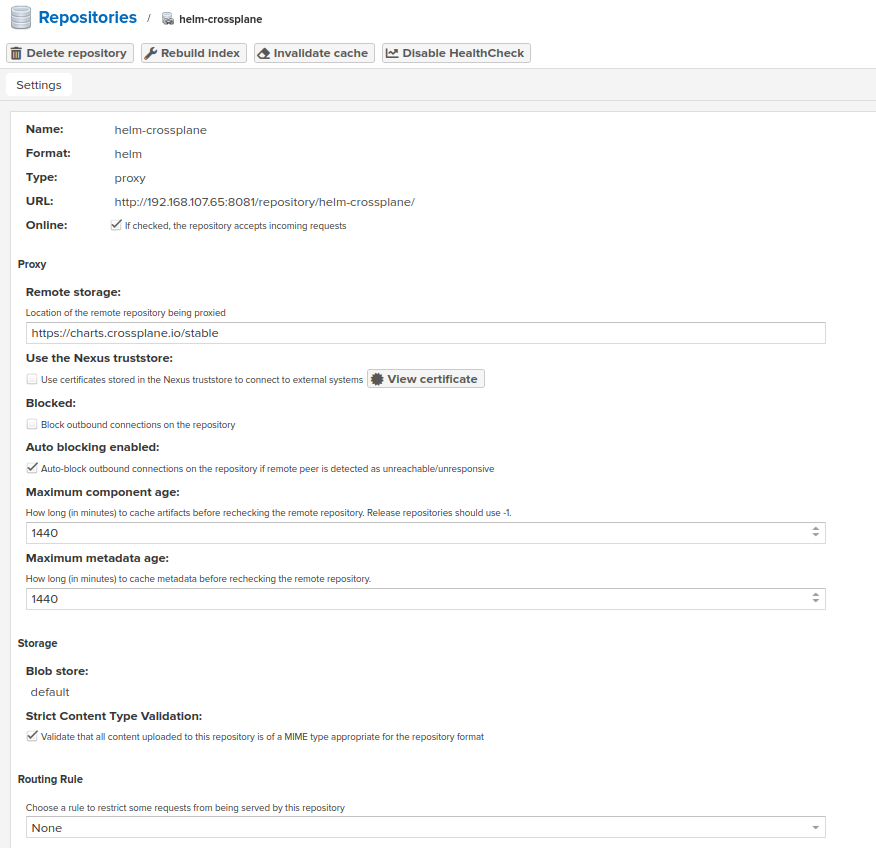 Repositories / helm-crossplane
Delete repository Rebuild index Invalidate cache Disable HealthCheck
Settings
Name: helm-crossplane
Format: helm
Type: proxy
URL: http://192.168.107.65:8081/repository/helm-crossplane/
Online: If checked, the repository accepts incoming requests
Proxy
Remote storage:
Location of the remote repository being proxied
https://charts.crossplane.io/stable
Use the Nexus truststore:
Use certificates stored in the Nexus truststore to connect to external systems View certificate
Blocked:
Block outbound connections on the repository
Auto blocking enabled:
Auto-block outbound connections on the repository if remote peer is detected as unreachable/unresponsive
Maximum component age:
How long (in minutes) to cache artifacts before rechecking the remote repository. Release repositories should use -1.
1440
Maximum metadata age:
How long (in minutes) to cache metadata before rechecking the remote repository.
1440
Storage
Blob store:
default
Strict Content Type Validation:
Validate that all content uploaded to this repository is of a MIME type appropriate for the repository format
Routing Rule
Choose a rule to restrict some requests from being served by this repository
None